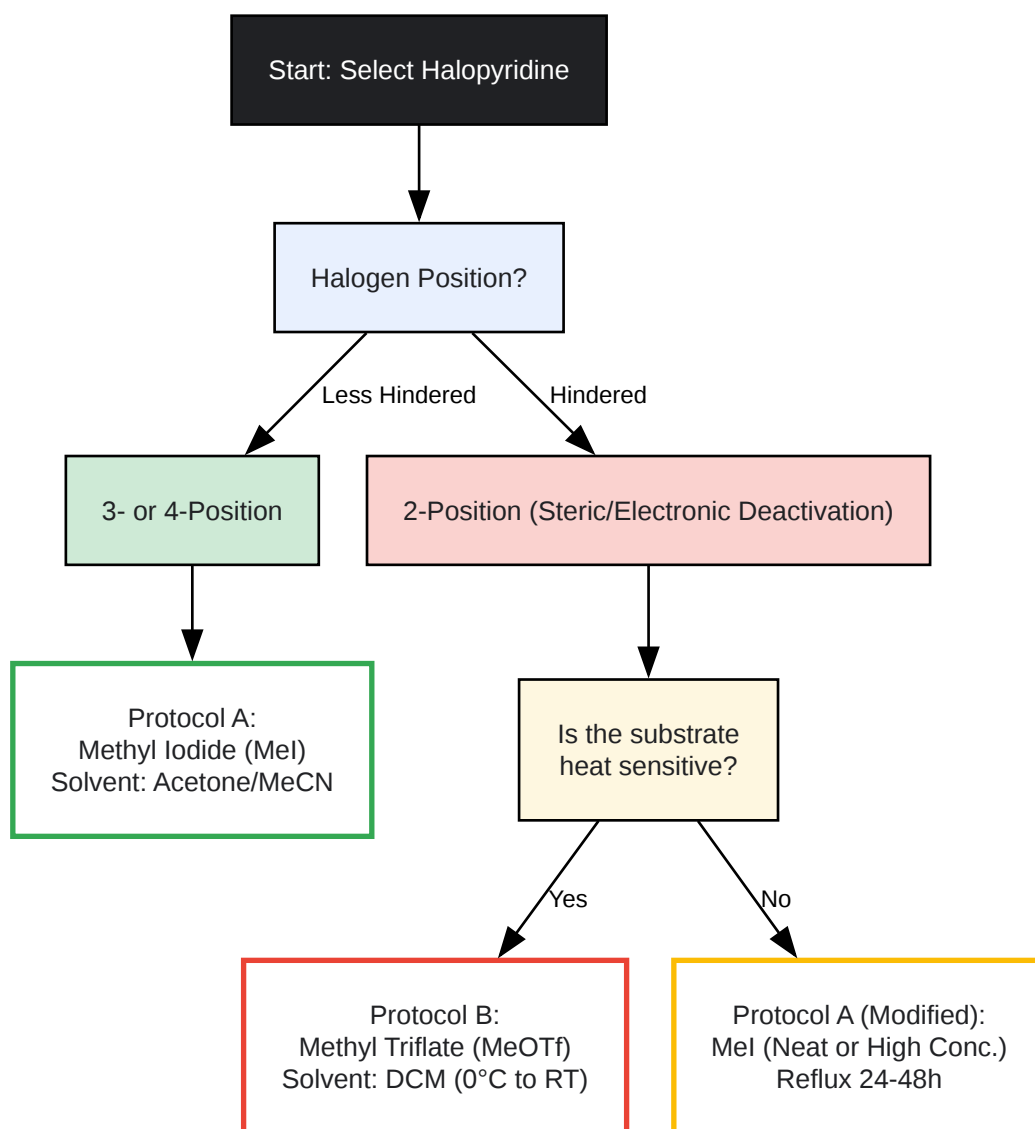 Start: Select Halopyridine
Halogen Position?
Less Hindered
Hindered
3- or 4-Position
2-Position (Steric/Electronic Deactivation)
Protocol A:
Methyl Iodide (MeI)
Solvent: Acetone/MeCN
Is the substrate
heat sensitive?
Yes
No
Protocol B:
Methyl Triflate (MeOTf)
Solvent: DCM (0°C to RT)
Protocol A (Modified):
MeI (Neat or High Conc.)
Reflux 24-48h